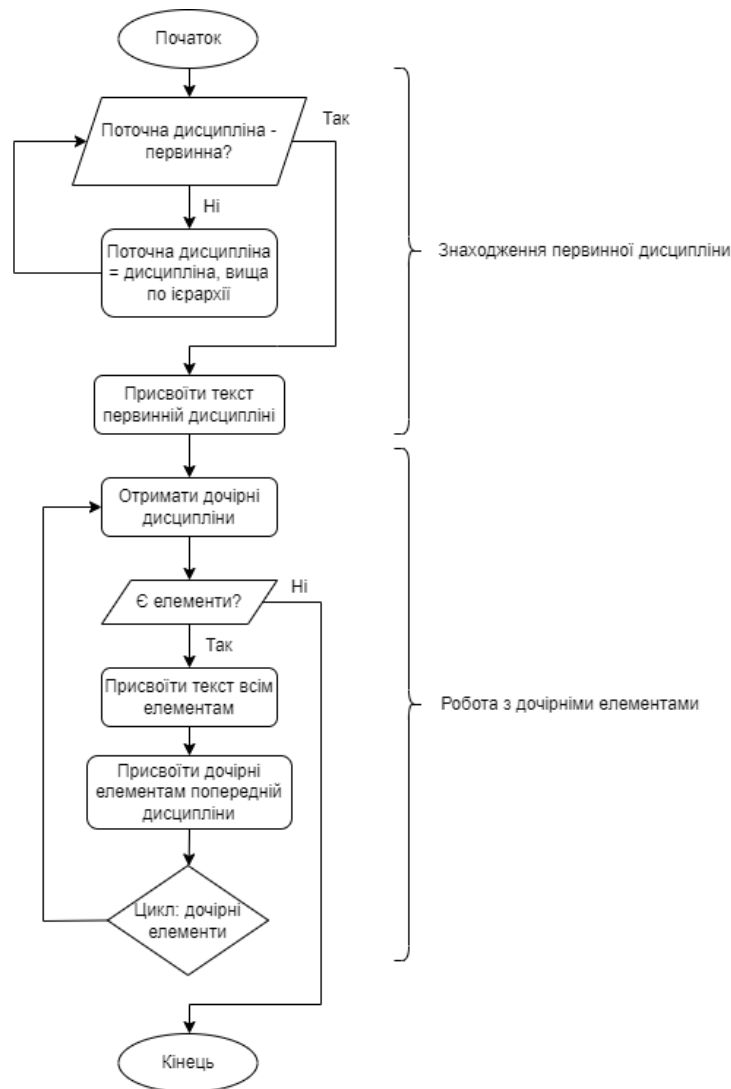 Початок
Поточна дисципліна -
первинна?
Так
Ні
Поточна дисципліна
= дисципліна, вища
по ієрархії
Знаходження первинної дисципліни
Присвоїти текст
первинній дисципліні
Отримати дочірні
дисципліни
Є елементи?
Ні
Так
Присвоїти текст всім
елементам
Робота з дочірніми елементами
Присвоїти дочірні
елементам попередній
дисципліни
Цикл: дочірні
елементи
Кінець